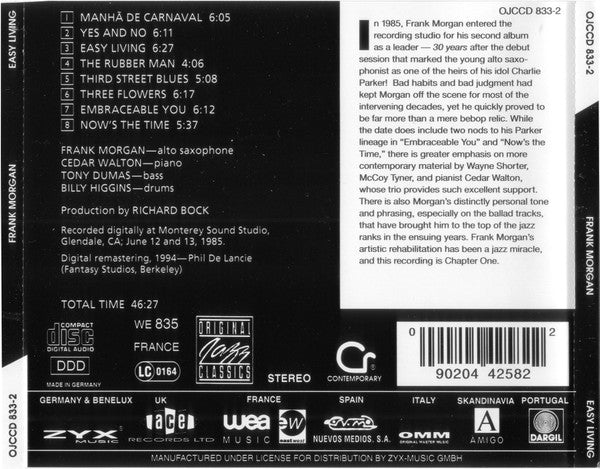 EASY LIVING
FRANK MORGAN
OJCCD 833-2
1 MANHÃ DE CARNAVAL 6:05
2 YES AND NO 6:11
3 EASY LIVING 6:27
4 THE RUBBER MAN 4:06
5 THIRD STREET BLUES 5:08
6 THREE FLOWERS 6:17
7 EMBRACEABLE YOU 6:12
8 NOW'S THE TIME 5:37
FRANK MORGAN—alto saxophone
CEDAR WALTON—piano
TONY DUMAS—bass
BILLY HIGGINS—drums
Production by RICHARD BOCK
Recorded digitally at Monterey Sound Studio,
Glendale, CA; June 12 and 13, 1985.
Digital remastering, 1994—Phil De Lancie
(Fantasy Studios, Berkeley)
TOTAL TIME 46:27
OJCCD 833-2
In 1985, Frank Morgan entered the
recording studio for his second album
as a leader — 30 years after the debut
session that marked the young alto saxo-
phonist as one of the heirs of his idol Charlie
Parker! Bad habits and bad judgment had
kept Morgan off the scene for most of the
intervening decades, yet he quickly proved to
be far more than a mere bebop relic. While
the date does include two nods to his Parker
lineage in "Embraceable You" and "Now's the
Time," there is greater emphasis on more
contemporary material by Wayne Shorter,
McCoy Tyner, and pianist Cedar Walton,
whose trio provides such excellent support.
There is also Morgan's distinctly personal tone
and phrasing, especially on the ballad tracks,
that have brought him to the top of the jazz
ranks in the ensuing years. Frank Morgan's
artistic rehabilitation has been a jazz miracle,
and this recording is Chapter One.
COMPACT
disc
DIGITAL AUDIO
DDD
MADE IN GERMANY
WE 835
FRANCE
LC 0164
ORIGINAL
Jazz
CLASSICS
STEREO
Cr
CONTEMPORARY
0 90204 42582 2
GERMANY & BENELUX
ZYX
MUSIC
UK
ace
RECORDS LTD
FRANCE
wea
MUSIC
ew
east west
SPAIN
NUEVOS MEDIOS. S.A.
ITALY
OMM
ORIGINAL MASTER MUSIC
SKANDINAVIA
A
AMIGO
PORTUGAL
DARGIL
MANUFACTURED UNDER LICENSE FOR DISTRIBUTION BY ZYX-MUSIC GMBH
OJCCD 833-2
FRANK MORGAN
EASY LIVING